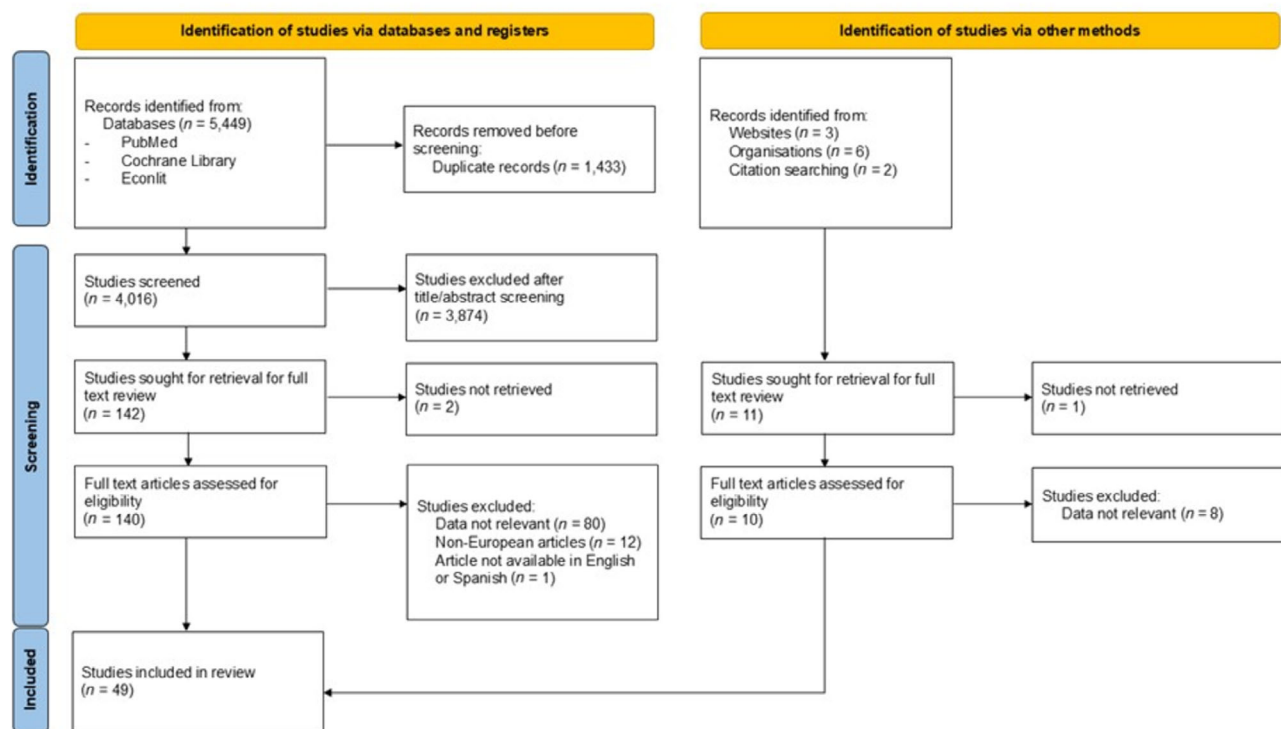 Identification of studies via databases and registers
Identification of studies via other methods
Identification
Records identified from:
Databases (n = 5,449)
- PubMed
- Cochrane Library
- Econlit
Records removed before
screening:
Duplicate records (n = 1,433)
Records identified from:
Websites (n = 3)
Organisations (n = 6)
Citation searching (n = 2)
Screening
Studies screened
(n = 4,016)
Studies excluded after
title/abstract screening
(n = 3,874)
Studies sought for retrieval for full
text review
(n = 142)
Studies not retrieved
(n = 2)
Studies sought for retrieval for full text
review
(n = 11)
Studies not retrieved
(n = 1)
Full text articles assessed for
eligibility
(n = 140)
Studies excluded:
Data not relevant (n = 80)
Non-European articles (n = 12)
Article not available in English
or Spanish (n = 1)
Full text articles assessed for
eligibility
(n = 10)
Studies excluded:
Data not relevant (n = 8)
Included
Studies included in review
(n = 49)